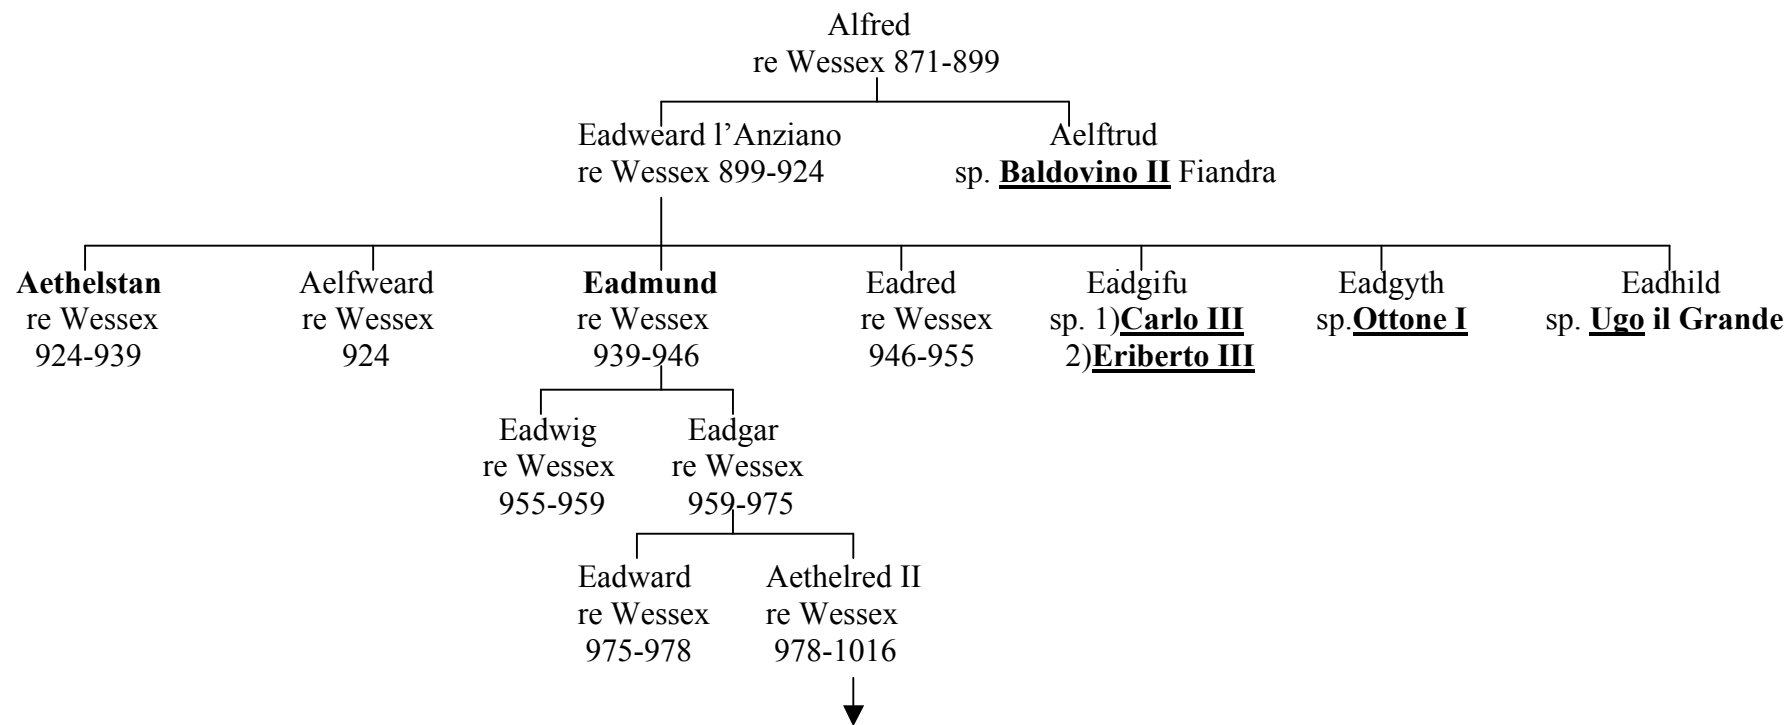 Alfred
re Wessex 871-899
Eadweard l’Anziano
re Wessex 899-924
Aelftrud
sp. Baldovino II Fiandra
Aethelstan
re Wessex
924-939
Aelfweard
re Wessex
924
Eadmund
re Wessex
939-946
Eadred
re Wessex
946-955
Eadgifu
sp. 1)Carlo III
2)Eriberto III
Eadgyth
sp.Ottone I
Eadhild
sp. Ugo il Grande
Eadwig
re Wessex
955-959
Eadgar
re Wessex
959-975
Eadward
re Wessex
975-978
Aethelred II
re Wessex
978-1016